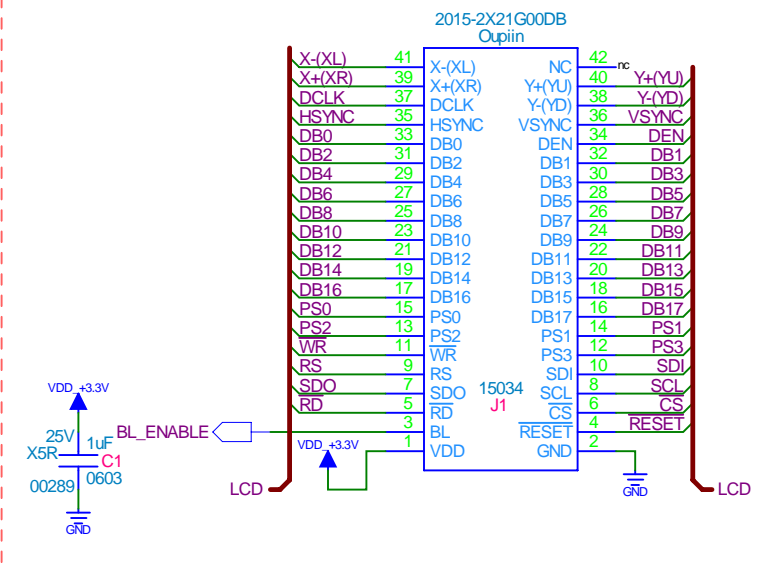 2015-2X21G00DB
Oupiin
X-(XL) 41 X-(XL) NC 42 nc
X+(XR) 39 X+(XR) Y+(YU) 40 Y+(YU)
DCLK 37 DCLK Y-(YD) 38 Y-(YD)
HSYNC 35 HSYNC VSYNC 36 VSYNC
DB0 33 DB0 DEN 34 DEN
DB2 31 DB2 DB1 32 DB1
DB4 29 DB4 DB3 30 DB3
DB6 27 DB6 DB5 28 DB5
DB8 25 DB8 DB7 26 DB7
DB10 23 DB10 DB9 24 DB9
DB12 21 DB12 DB11 22 DB11
DB14 19 DB14 DB13 20 DB13
DB16 17 DB16 DB15 18 DB15
PS0 15 PS0 DB17 16 DB17
PS2 13 PS2 PS1 14 PS1
WR 11 WR PS3 12 PS3
RS 9 RS SDI 10 SDI
SDO 7 SDO 15034 SCL 8 SCL
RD 5 RD J1 CS 6 CS
BL_ENABLE 3 BL RESET 4 RESET
VDD_+3.3V 1 VDD GND 2
LCD
GND
LCD
VDD_+3.3V
25V 1uF
X5R C1
00289 0603
GND